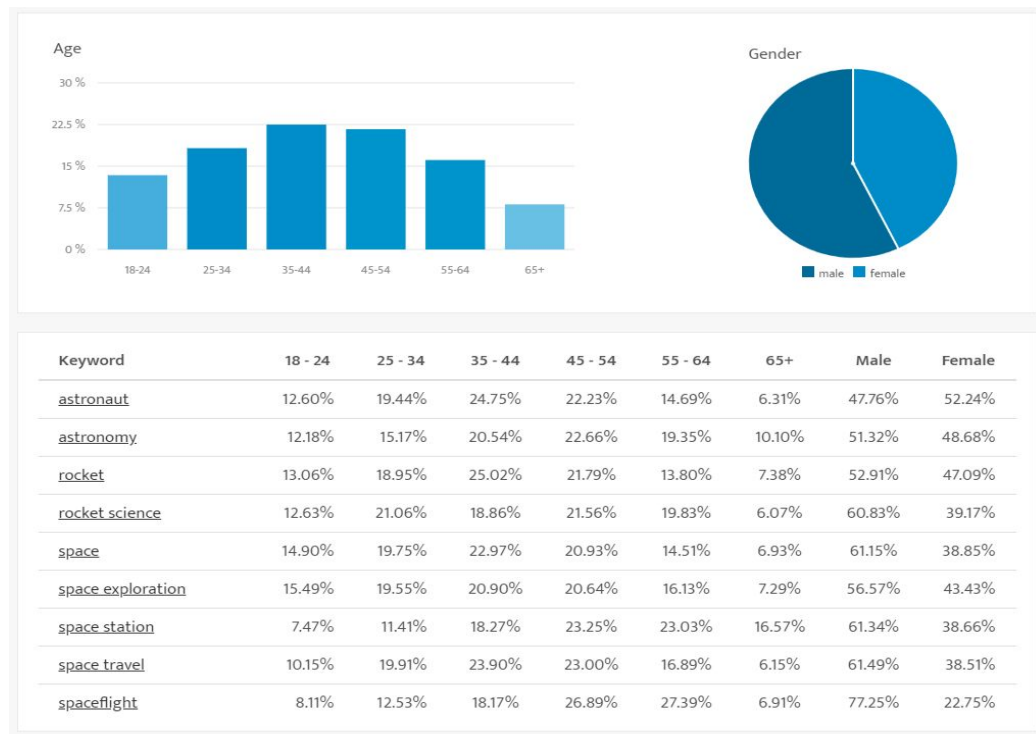 Age
Gender
30 %
22.5 %
15 %
7.5 %
0 %
18-24 25-34 35-44 45-54 55-64 65+
male female
Keyword 18 - 24 25 - 34 35 - 44 45 - 54 55 - 64 65+ Male Female
astronaut 12.60% 19.44% 24.75% 22.23% 14.69% 6.31% 47.76% 52.24%
astronomy 12.18% 15.17% 20.54% 22.66% 19.35% 10.10% 51.32% 48.68%
rocket 13.06% 18.95% 25.02% 21.79% 13.80% 7.38% 52.91% 47.09%
rocket science 12.63% 21.06% 18.86% 21.56% 19.83% 6.07% 60.83% 39.17%
space 14.90% 19.75% 22.97% 20.93% 14.51% 6.93% 61.15% 38.85%
space exploration 15.49% 19.55% 20.90% 20.64% 16.13% 7.29% 56.57% 43.43%
space station 7.47% 11.41% 18.27% 23.25% 23.03% 16.57% 61.34% 38.66%
space travel 10.15% 19.91% 23.90% 23.00% 16.89% 6.15% 61.49% 38.51%
spaceflight 8.11% 12.53% 18.17% 26.89% 27.39% 6.91% 77.25% 22.75%